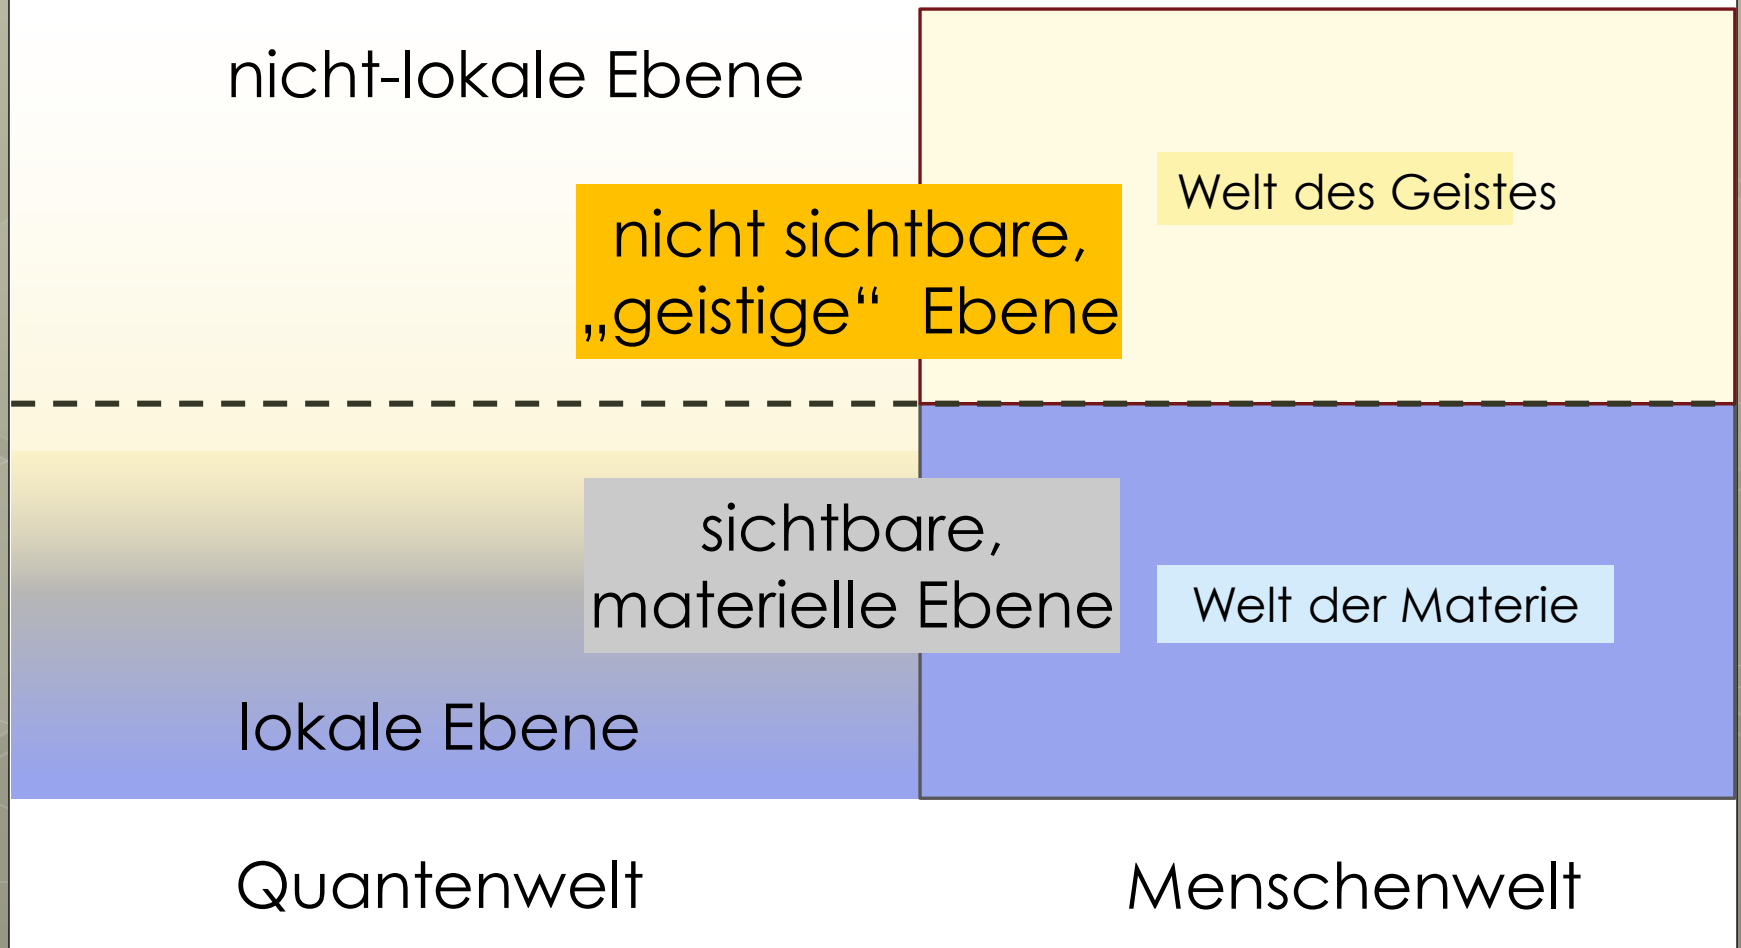 nicht-lokale Ebene
Welt des Geistes
nicht sichtbare,
„geistige“ Ebene
sichtbare,
materielle Ebene
Welt der Materie
lokale Ebene
Quantenwelt
Menschenwelt